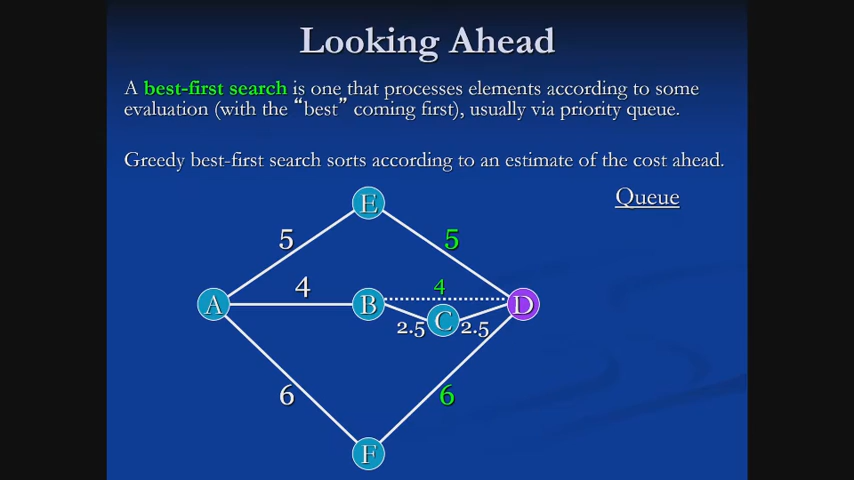 Looking Ahead
A best-first search is one that processes elements according to some
evaluation (with the “best” coming first), usually via priority queue.
Greedy best-first search sorts according to an estimate of the cost ahead.
Queue
E
5
5
4
4
A
B
C
D
2.5
2.5
6
6
F